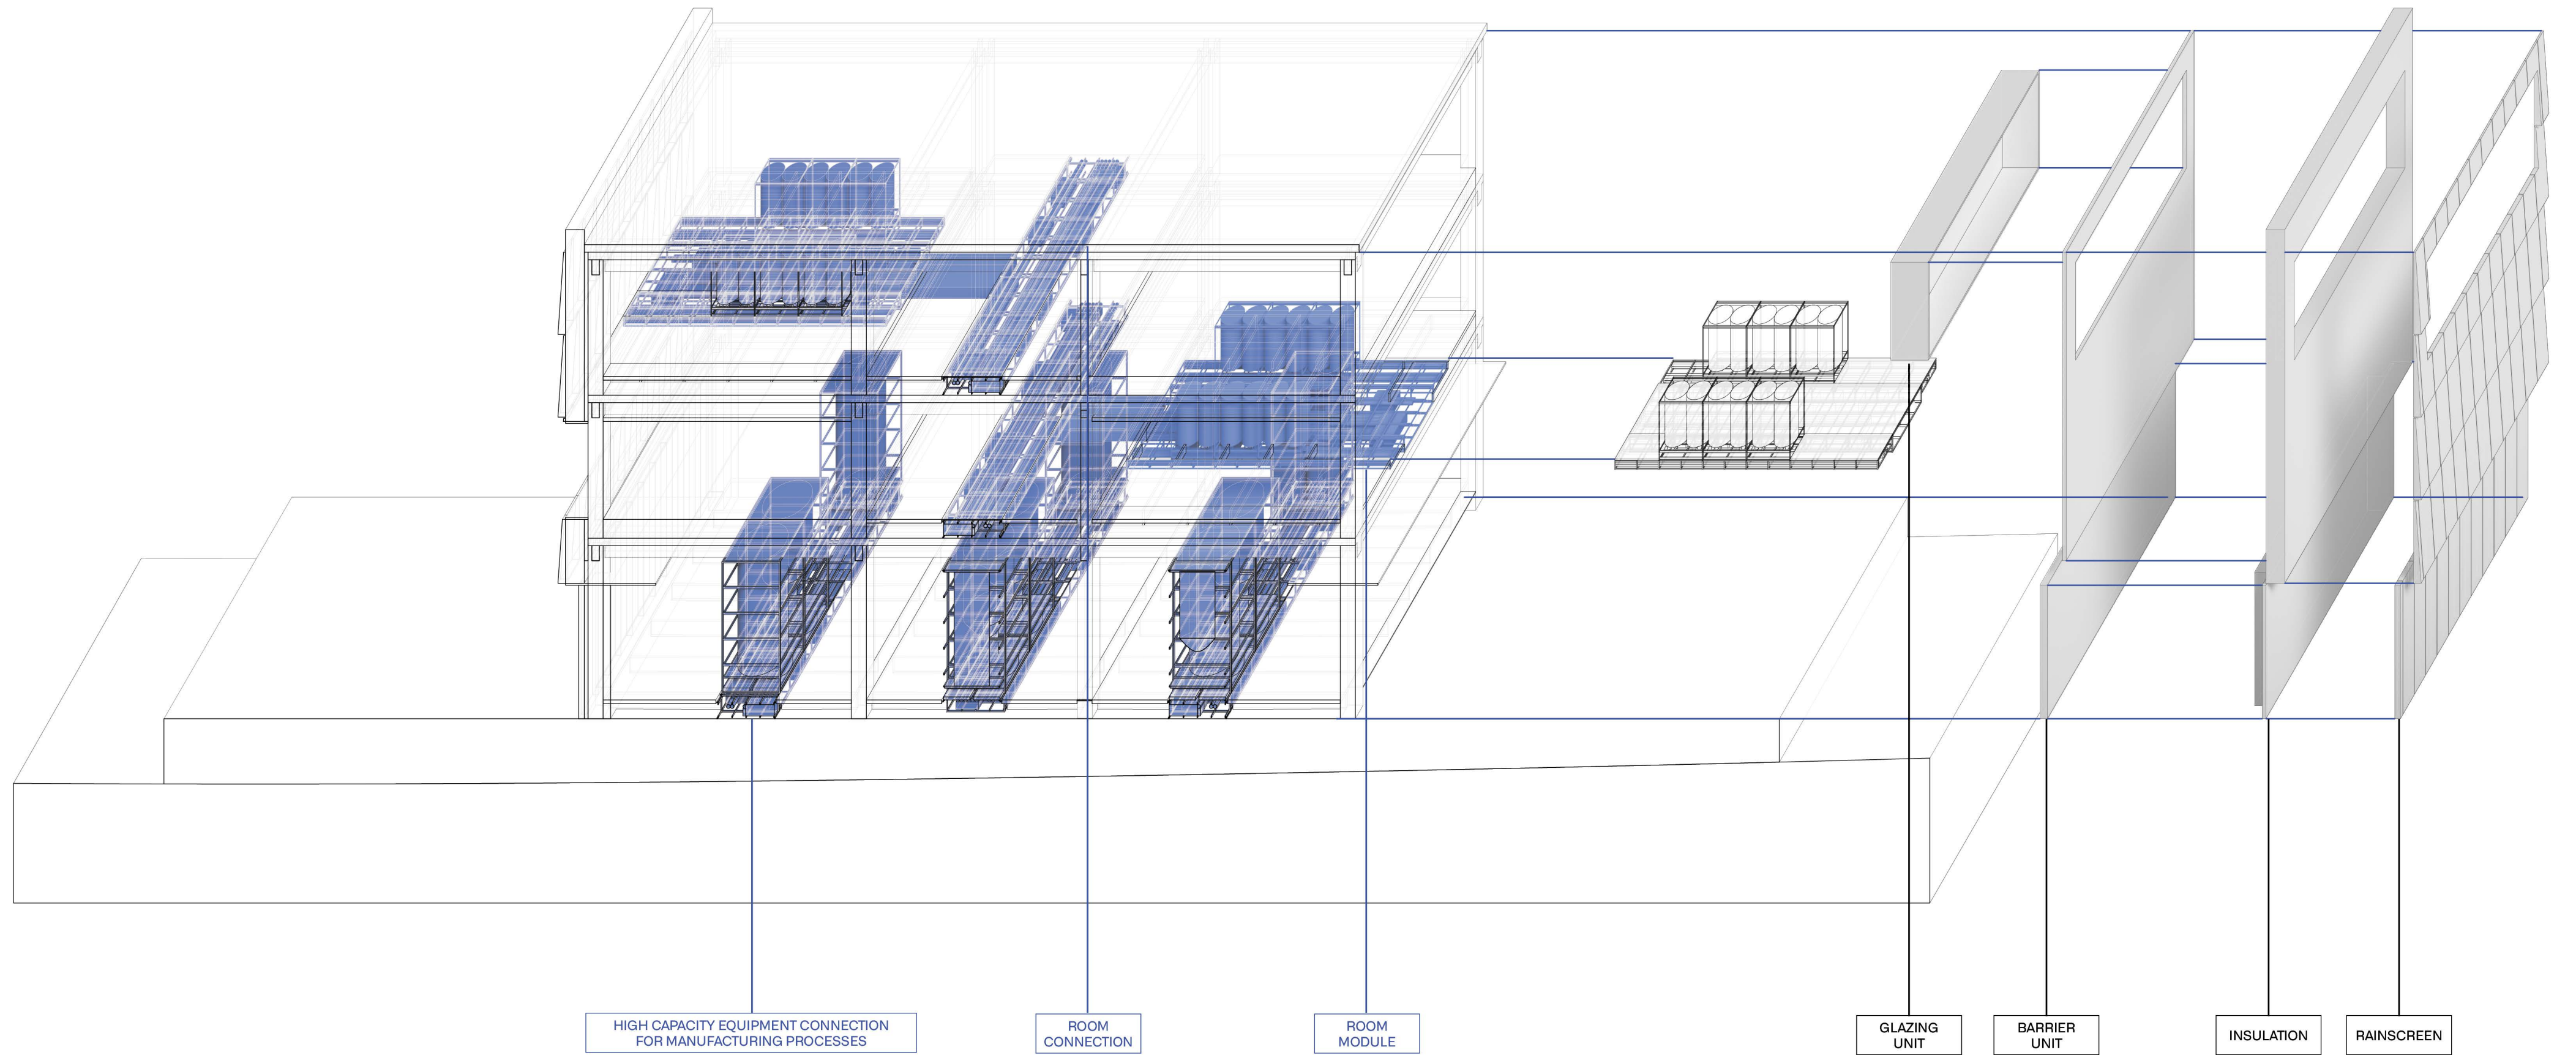 HIGH CAPACITY EQUIPMENT CONNECTION
FOR MANUFACTURING PROCESSES
ROOM
CONNECTION
ROOM
MODULE
GLAZING
UNIT
BARRIER
UNIT
INSULATION
RAINSCREEN